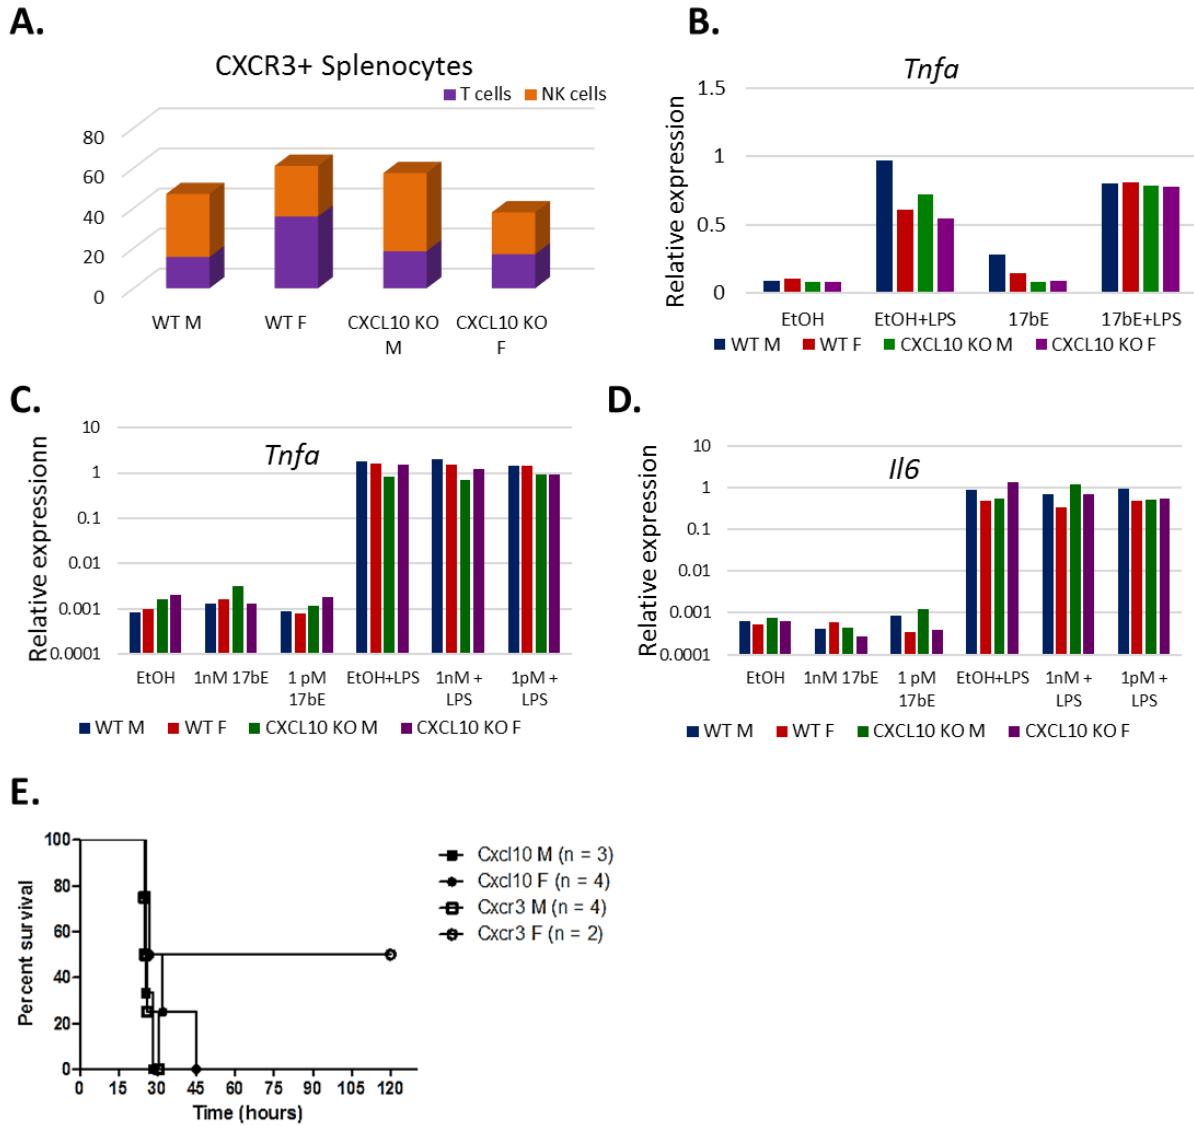 A.
CXCR3+ Splenocytes
T cells NK cells
80
60
40
20
0
WT M WT F CXCL10 KO M CXCL10 KO F
B.
Tnfa
Relative expression
1.5
1
0.5
0
EtOH EtOH+LPS 17bE 17bE+LPS
WT M WT F CXCL10 KO M CXCL10 KO F
C.
Tnfa
Relative expressionn
10
1
0.1
0.01
0.001
0.0001
EtOH 1nM 17bE 1 pM 17bE EtOH+LPS 1nM + LPS 1pM + LPS
WT M WT F CXCL10 KO M CXCL10 KO F
D.
Il6
Relative expression
10
1
0.1
0.01
0.001
0.0001
EtOH 1nM 17bE 1 pM 17bE EtOH+LPS 1nM + LPS 1pM + LPS
WT M WT F CXCL10 KO M CXCL10 KO F
E.
Percent survival
100
80
60
40
20
0
0 15 30 45 60 75 90 105 120
Time (hours)
Cxcl10 M (n = 3)
Cxcl10 F (n = 4)
Cxcr3 M (n = 4)
Cxcr3 F (n = 2)